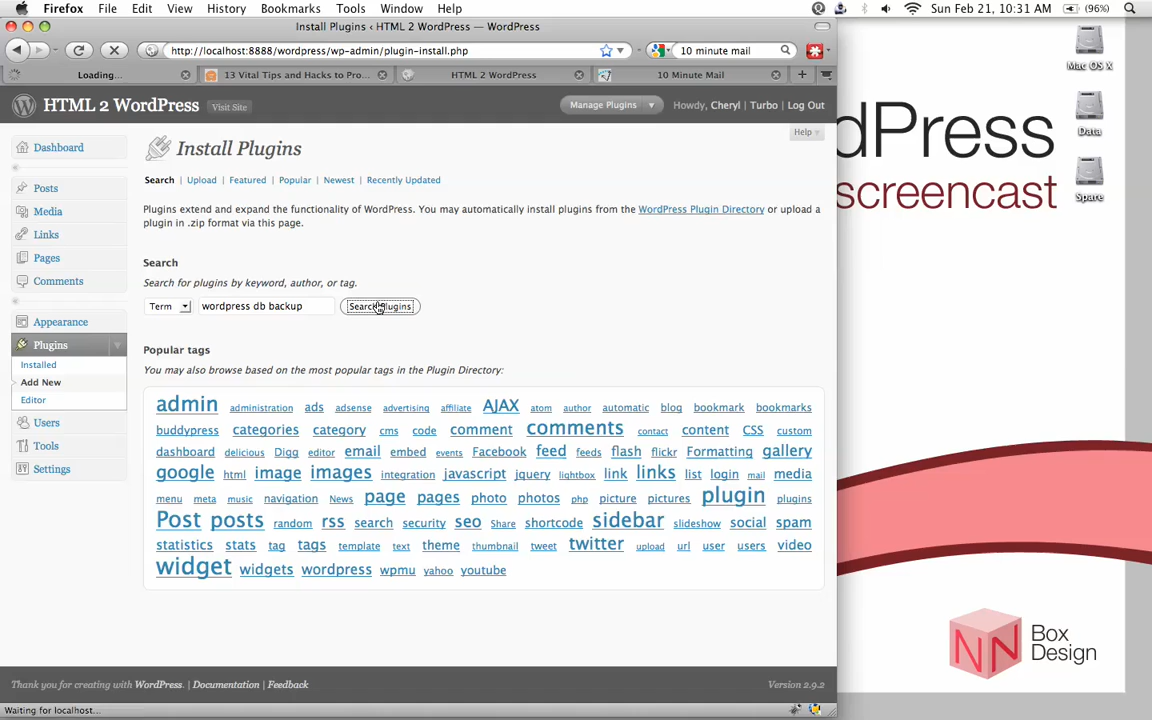 Firefox File Edit View History Bookmarks Tools Window Help Sun Feb 21, 10:31 AM (96%)
Install Plugins ‹ HTML 2 WordPress — WordPress
http://localhost:8888/wordpress/wp-admin/plugin-install.php 10 minute mail
Loading... 13 Vital Tips and Hacks to Pro... HTML 2 WordPress 10 Minute Mail
HTML 2 WordPress Visit Site Manage Plugins Howdy, Cheryl | Turbo | Log Out
Help
Install Plugins
Search | Upload | Featured | Popular | Newest | Recently Updated
Plugins extend and expand the functionality of WordPress. You may automatically install plugins from the WordPress Plugin Directory or upload a
plugin in .zip format via this page.
Search
Search for plugins by keyword, author, or tag.
Term wordpress db backup Search Plugins
Popular tags
You may also browse based on the most popular tags in the Plugin Directory:
admin administration ads adsense advertising affiliate AJAX atom author automatic blog bookmark bookmarks
buddypress categories category cms code comment comments contact content CSS custom
dashboard delicious Digg editor email embed events Facebook feed feeds flash flickr Formatting gallery
google html image images integration javascript jquery lightbox link links list login mail media
menu meta music navigation News page pages photo photos php picture pictures plugin plugins
Post posts random rss search security seo Share shortcode sidebar slideshow social spam
statistics stats tag tags template text theme thumbnail tweet twitter upload url user users video
widget widgets wordpress wpmu yahoo youtube
Dashboard
Posts
Media
Links
Pages
Comments
Appearance
Plugins
Installed
Add New
Editor
Users
Tools
Settings
Thank you for creating with WordPress. | Documentation | Feedback Version 2.9.2
Waiting for localhost...
dPress
screencast
Mac OS X
Data
Spare
NN
Box
Design